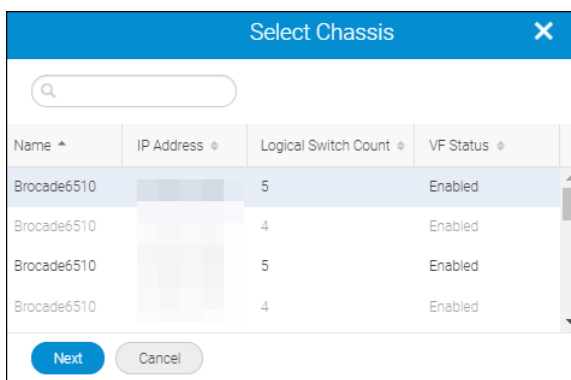 Select Chassis
Name IP Address Logical Switch Count VF Status
Brocade6510 5 Enabled
Brocade6510 4 Enabled
Brocade6510 5 Enabled
Brocade6510 4 Enabled
Next Cancel